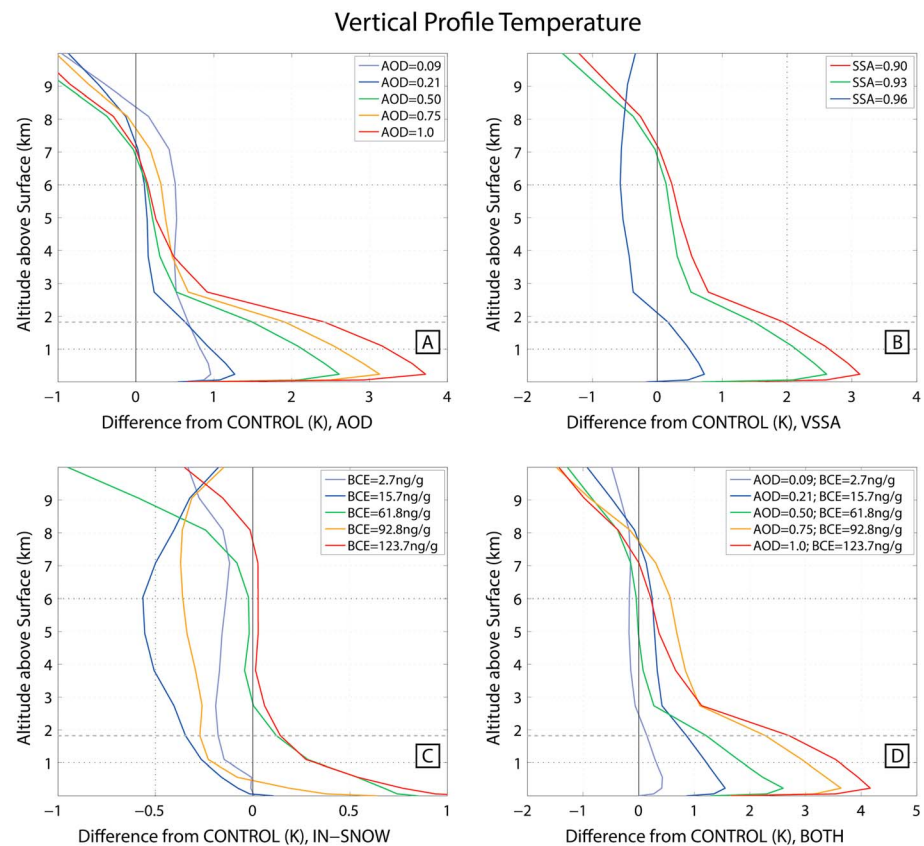 Vertical Profile Temperature
Altitude above Surface (km)
9
8
7
6
5
4
3
2
1
AOD=0.09
AOD=0.21
AOD=0.50
AOD=0.75
AOD=1.0
A
−1 0 1 2 3 4
Difference from CONTROL (K), AOD
Altitude above Surface (km)
9
8
7
6
5
4
3
2
1
SSA=0.90
SSA=0.93
SSA=0.96
B
−2 −1 0 1 2 3 4
Difference from CONTROL (K), VSSA
Altitude above Surface (km)
9
8
7
6
5
4
3
2
1
BCE=2.7ng/g
BCE=15.7ng/g
BCE=61.8ng/g
BCE=92.8ng/g
BCE=123.7ng/g
C
−1 −0.5 0 0.5 1
Difference from CONTROL (K), IN−SNOW
Altitude above Surface (km)
9
8
7
6
5
4
3
2
1
AOD=0.09; BCE=2.7ng/g
AOD=0.21; BCE=15.7ng/g
AOD=0.50; BCE=61.8ng/g
AOD=0.75; BCE=92.8ng/g
AOD=1.0; BCE=123.7ng/g
D
−2 −1 0 1 2 3 4 5
Difference from CONTROL (K), BOTH